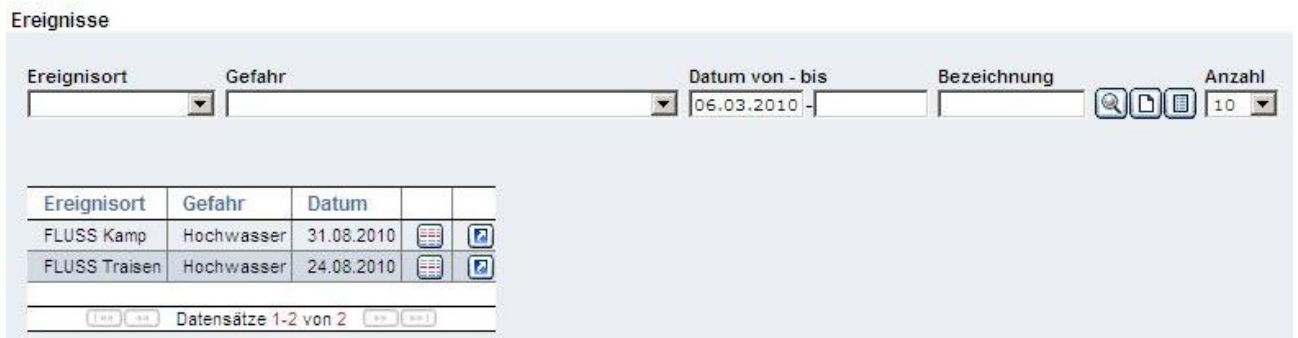 Ereignisse
Ereignisort Gefahr Datum von - bis Bezeichnung Anzahl
06.03.2010 - 10
Ereignisort Gefahr Datum
FLUSS Kamp Hochwasser 31.08.2010
FLUSS Traisen Hochwasser 24.08.2010
Datensätze 1-2 von 2